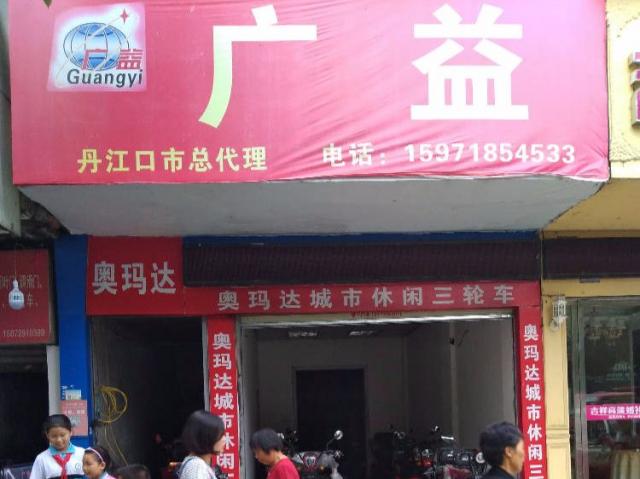 广益
广益
Guangyi
丹江口市总代理 电话：15971854533
奥玛达
奥玛达城市休闲三轮车
奥玛达城市休闲
奥玛达城市休闲三